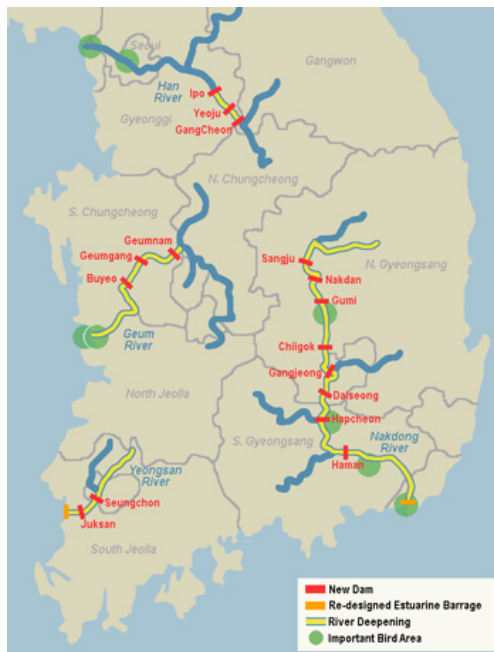 Seoul
Gangwon
Han
River
Ipo
Yeoju
GangCheon
Gyeonggi
N. Chungcheong
S. Chungcheong
Geumnam
Geumgang
Buyeo
Geum
River
Sangju
N. Gyeongsang
Nakdan
Gumi
Chilgok
Gangjeong
Dalseong
North Jeolla
Hapcheon
S. Gyeongsang
Nakdong
River
Haman
Yeongsan
River
Seungchon
Juksan
South Jeolla
New Dam
Re-designed Estuarine Barrage
River Deepening
Important Bird Area